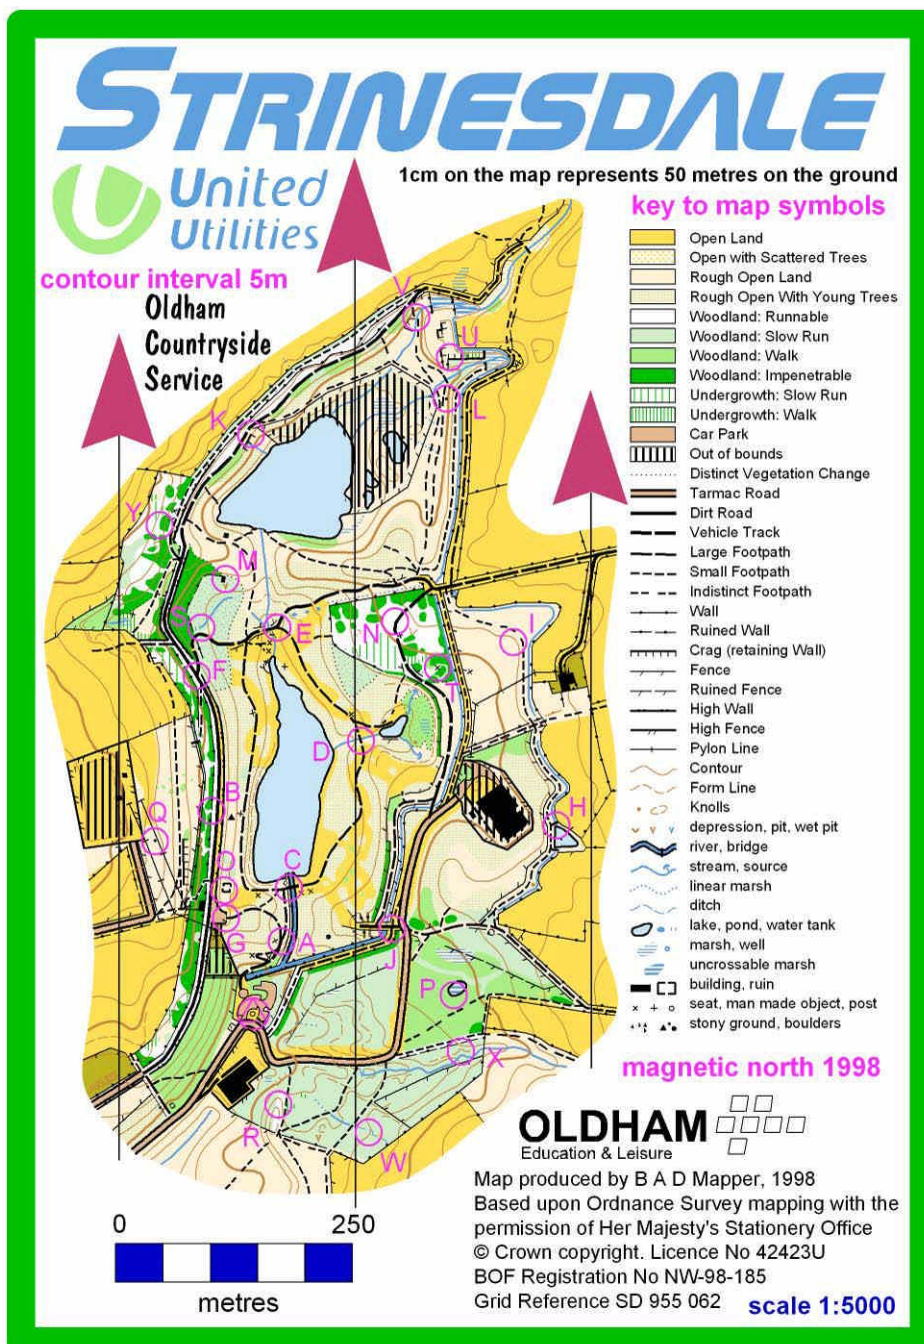 STRINESDALE
United
Utilities
1cm on the map represents 50 metres on the ground
key to map symbols
contour interval 5m
Oldham
Countryside
Service
Open Land
Open with Scattered Trees
Rough Open Land
Rough Open With Young Trees
Woodland: Runnable
Woodland: Slow Run
Woodland: Walk
Woodland: Impenetrable
Undergrowth: Slow Run
Undergrowth: Walk
Car Park
Out of bounds
Distinct Vegetation Change
Tarmac Road
Dirt Road
Vehicle Track
Large Footpath
Small Footpath
Indistinct Footpath
Wall
Ruined Wall
Crag (retaining Wall)
Fence
Ruined Fence
High Wall
High Fence
Pylon Line
Contour
Form Line
Knolls
depression, pit, wet pit
river, bridge
stream, source
linear marsh
ditch
lake, pond, water tank
marsh, well
uncrossable marsh
building, ruin
seat, man made object, post
stony ground, boulders
magnetic north 1998
V
U
L
K
Y
M
S
E
N
I
F
T
D
B
H
Q
O
C
G
A
J
P
X
R
W
OLDHAM
Education & Leisure
Map produced by B A D Mapper, 1998
Based upon Ordnance Survey mapping with the
permission of Her Majesty's Stationery Office
© Crown copyright. Licence No 42423U
BOF Registration No NW-98-185
Grid Reference SD 955 062
scale 1:5000
0 250
metres